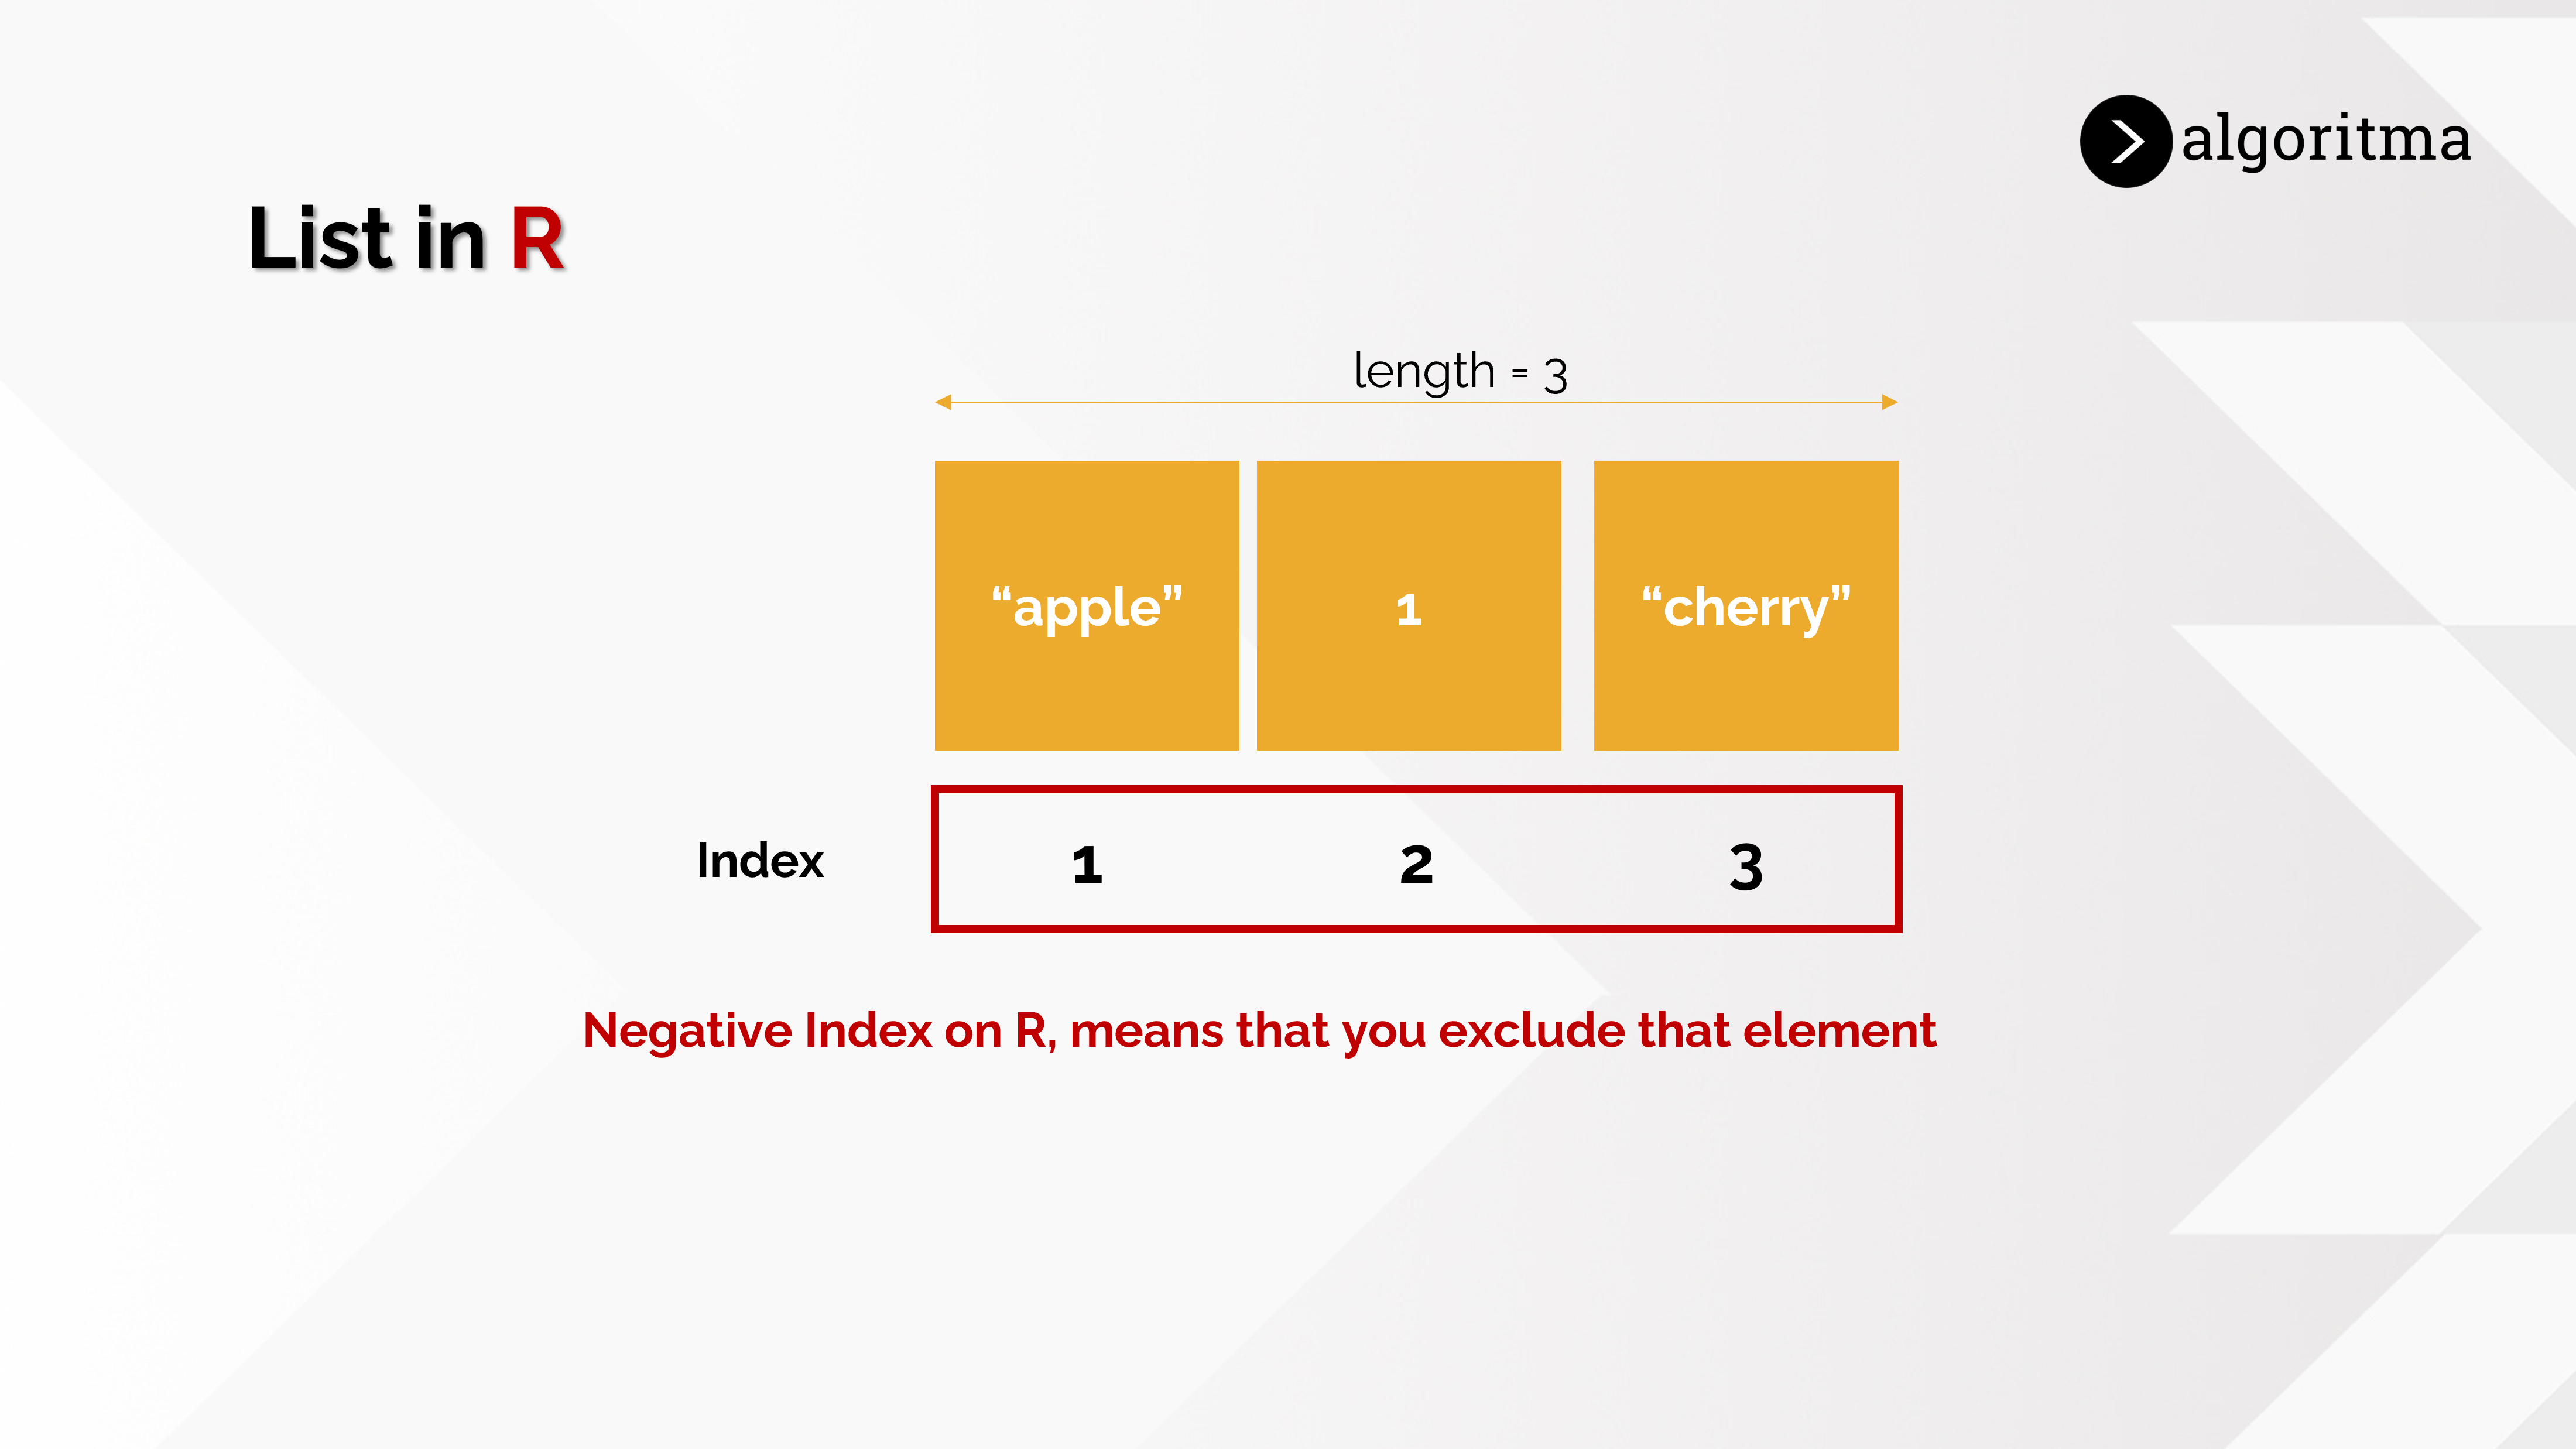 algoritma
List in R
length = 3
“apple” 1 “cherry”
Index 1 2 3
Negative Index on R, means that you exclude that element